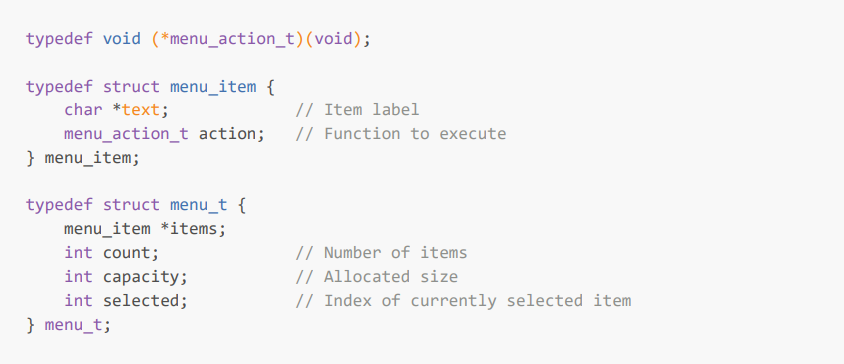 typedef void (*menu_action_t)(void);
typedef struct menu_item {
    char *text;             // Item label
    menu_action_t action;   // Function to execute
} menu_item;
typedef struct menu_t {
    menu_item *items;
    int count;              // Number of items
    int capacity;           // Allocated size
    int selected;           // Index of currently selected item
} menu_t;